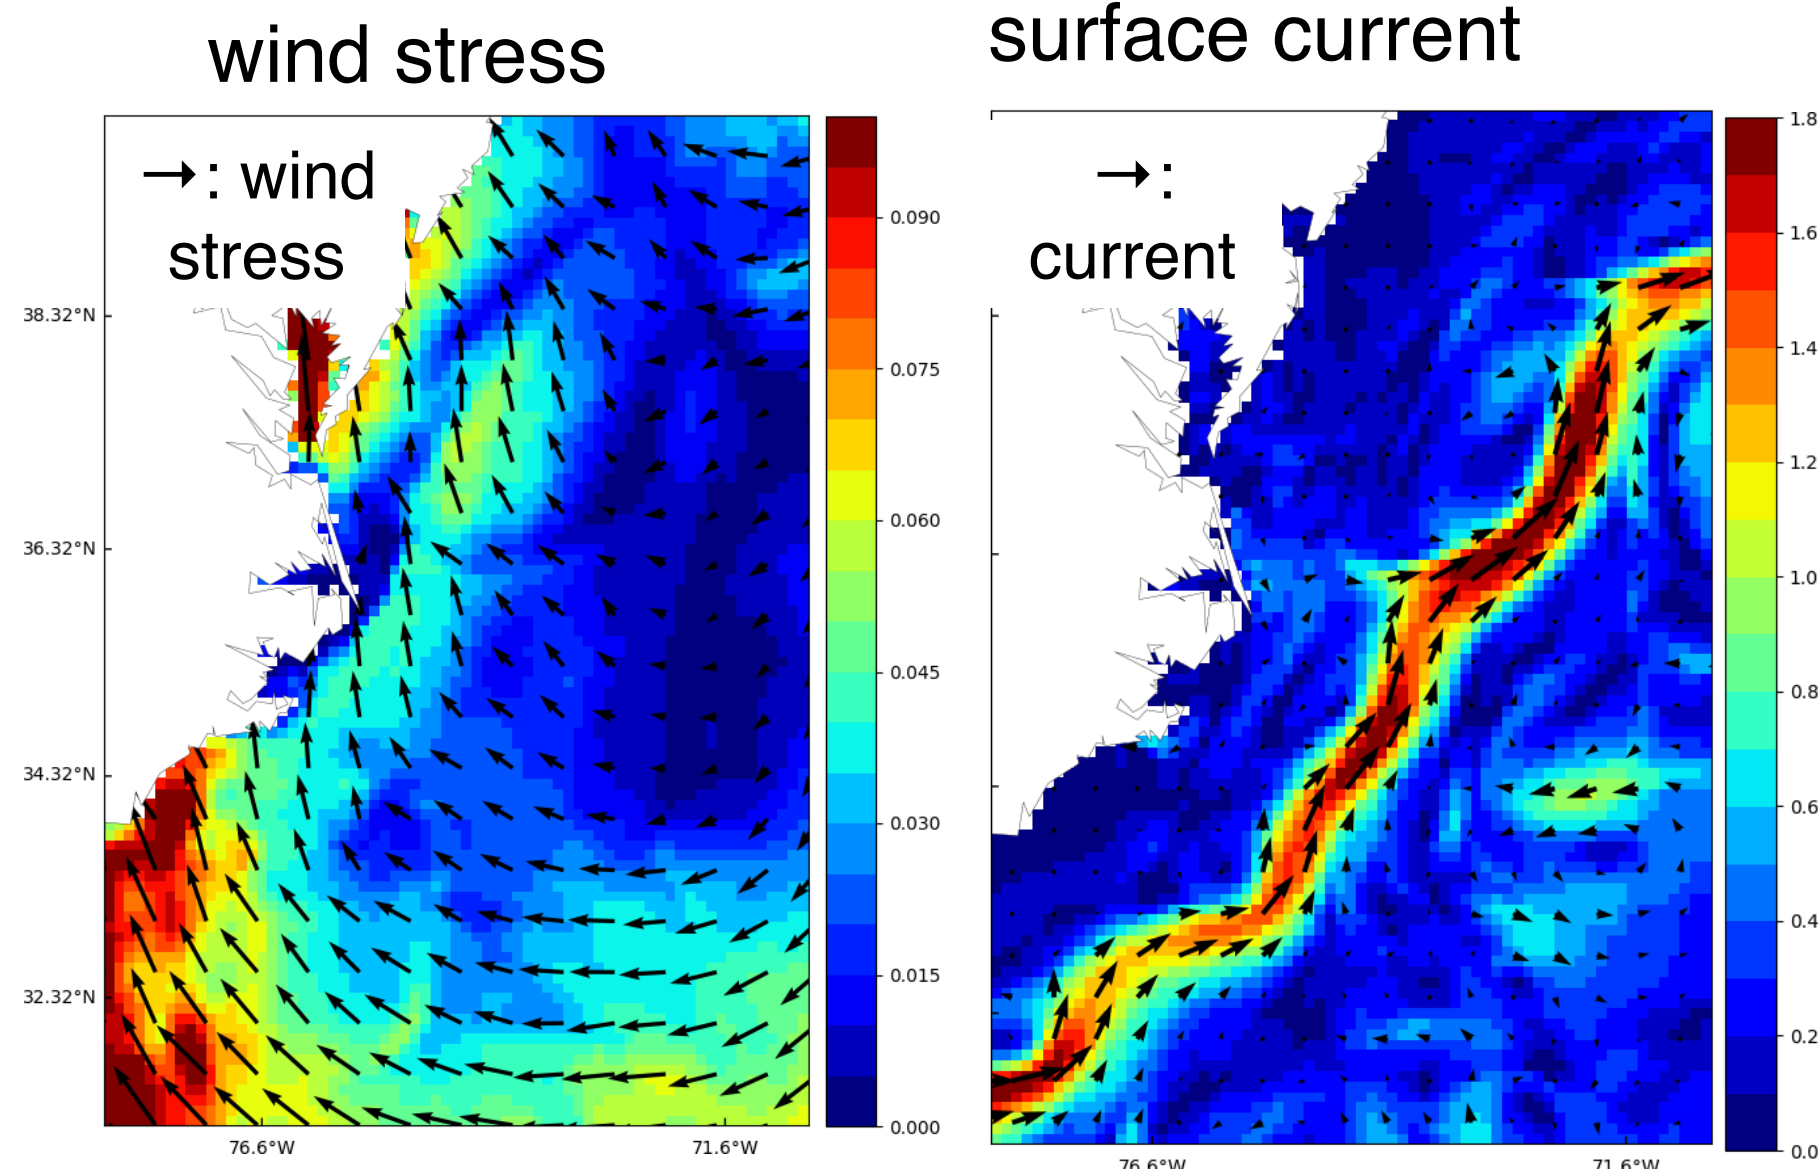 wind stress
surface current
→: wind
stress
→:
current
38.32°N
36.32°N
34.32°N
32.32°N
76.6°W
71.6°W
0.090
0.075
0.060
0.045
0.030
0.015
0.000
76.6°W
71.6°W
1.8
1.6
1.4
1.2
1.0
0.8
0.6
0.4
0.2
0.0